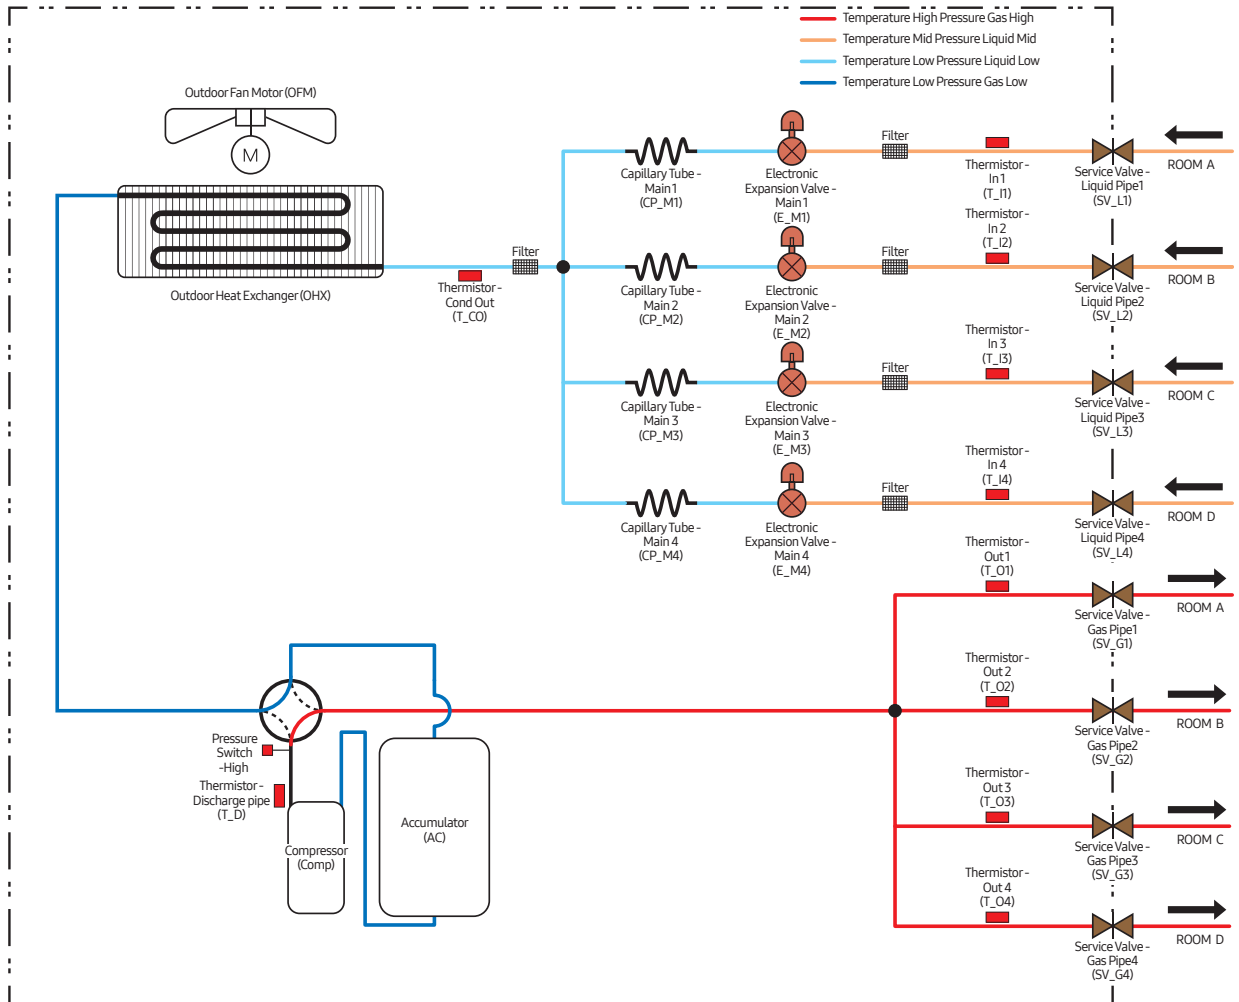 Temperature High Pressure Gas High
Temperature Mid Pressure Liquid Mid
Temperature Low Pressure Liquid Low
Temperature Low Pressure Gas Low
Outdoor Fan Motor (OFM)
M
Outdoor Heat Exchanger (OHX)
Thermistor -
Cond Out
(T_CO)
Filter
Capillary Tube -
Main 1
(CP_M1)
Electronic
Expansion Valve -
Main 1
(E_M1)
Filter
Thermistor -
In 1
(T_I1)
Service Valve -
Liquid Pipe1
(SV_L1)
ROOM A
Capillary Tube -
Main 2
(CP_M2)
Electronic
Expansion Valve -
Main 2
(E_M2)
Filter
Thermistor -
In 2
(T_I2)
Service Valve -
Liquid Pipe2
(SV_L2)
ROOM B
Capillary Tube -
Main 3
(CP_M3)
Electronic
Expansion Valve -
Main 3
(E_M3)
Filter
Thermistor -
In 3
(T_I3)
Service Valve -
Liquid Pipe3
(SV_L3)
ROOM C
Capillary Tube -
Main 4
(CP_M4)
Electronic
Expansion Valve -
Main 4
(E_M4)
Filter
Thermistor -
In 4
(T_I4)
Service Valve -
Liquid Pipe4
(SV_L4)
ROOM D
Thermistor -
Out 1
(T_O1)
Service Valve -
Gas Pipe1
(SV_G1)
ROOM A
Thermistor -
Out 2
(T_O2)
Service Valve -
Gas Pipe2
(SV_G2)
ROOM B
Thermistor -
Out 3
(T_O3)
Service Valve -
Gas Pipe3
(SV_G3)
ROOM C
Thermistor -
Out 4
(T_O4)
Service Valve -
Gas Pipe4
(SV_G4)
ROOM D
Pressure
Switch
-High
Thermistor -
Discharge pipe
(T_D)
Compressor
(Comp)
Accumulator
(AC)